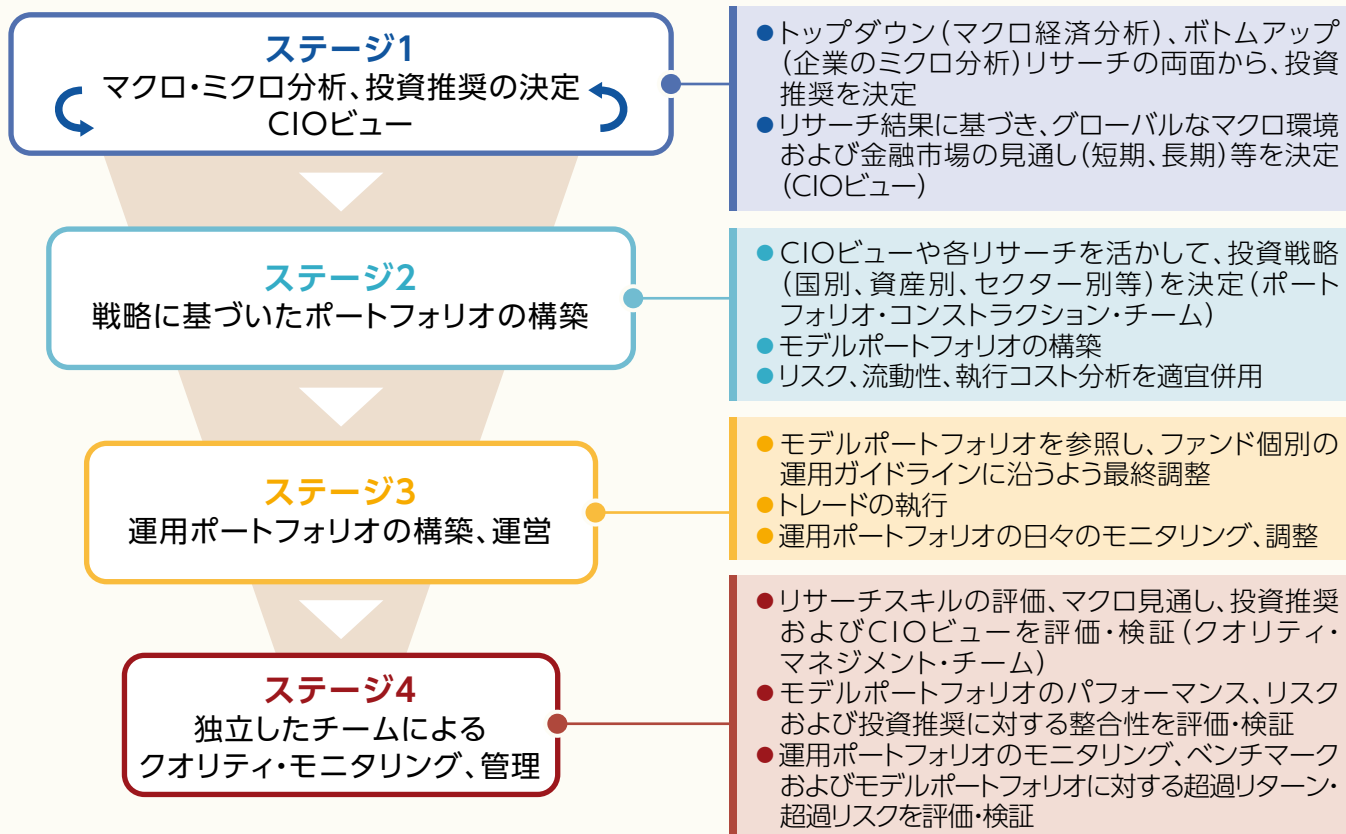 ステージ1
マクロ・ミクロ分析、投資推奨の決定
CIOビュー
●トップダウン(マクロ経済分析)、ボトムアップ
(企業のミクロ分析)リサーチの両面から、投資
推奨を決定
●リサーチ結果に基づき、グローバルなマクロ環境
および金融市場の見通し(短期、長期)等を決定
(CIOビュー)
ステージ2
戦略に基づいたポートフォリオの構築
●CIOビューや各リサーチを活かして、投資戦略
(国別、資産別、セクター別等)を決定(ポート
フォリオ・コンストラクション・チーム)
●モデルポートフォリオの構築
●リスク、流動性、執行コスト分析を適宜併用
ステージ3
運用ポートフォリオの構築、運営
●モデルポートフォリオを参照し、ファンド個別の
運用ガイドラインに沿うよう最終調整
●トレードの執行
●運用ポートフォリオの日々のモニタリング、調整
ステージ4
独立したチームによる
クオリティ・モニタリング、管理
●リサーチスキルの評価、マクロ見通し、投資推奨
およびCIOビューを評価・検証(クオリティ・
マネジメント・チーム)
●モデルポートフォリオのパフォーマンス、リスク
および投資推奨に対する整合性を評価・検証
●運用ポートフォリオのモニタリング、ベンチマーク
およびモデルポートフォリオに対する超過リターン・
超過リスクを評価・検証